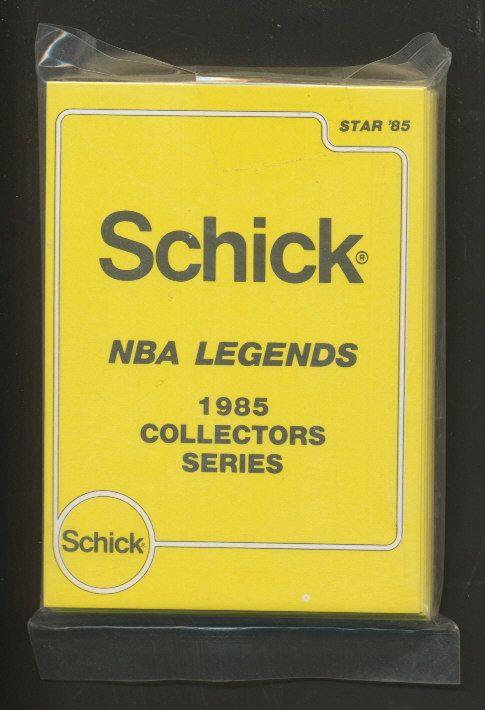 STAR '85
Schick®
NBA LEGENDS
1985
COLLECTORS
SERIES
Schick®